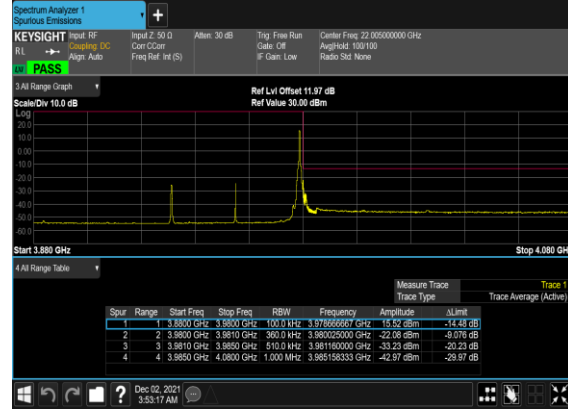 Spectrum Analyzer 1
Spurious Emissions
KEYSIGHT Input: RF Input Z: 50 Ω Atten: 30 dB Trig: Free Run Center Freq: 22.005000000 GHz
RL Coupling: DC Corr CCorr Gate: Off Avg|Hold: 100/100
Align: Auto Freq Ref: Int (S) IF Gain: Low Radio Std: None
PASS
3 All Range Graph
Ref Lvl Offset 11.97 dB
Scale/Div 10.0 dB Ref Value 30.00 dBm
Log
20.0
10.0
0.00
-10.0
-20.0
-30.0
-40.0
-50.0
-60.0
Start 3.880 GHz Stop 4.080 GH
4 All Range Table
Measure Trace Trace 1
Trace Type Trace Average (Active)
Spur Range Start Freq Stop Freq RBW Frequency Amplitude ΔLimit
1 1 3.8800 GHz 3.9800 GHz 100.0 kHz 3.978666667 GHz 15.52 dBm -14.48 dB
2 2 3.9800 GHz 3.9810 GHz 360.0 kHz 3.980025000 GHz -22.08 dBm -9.076 dB
3 3 3.9810 GHz 3.9850 GHz 510.0 kHz 3.981160000 GHz -33.23 dBm -20.23 dB
4 4 3.9850 GHz 4.0800 GHz 1.000 MHz 3.985158333 GHz -42.97 dBm -29.97 dB
? Dec 02, 2021
3:53:17 AM